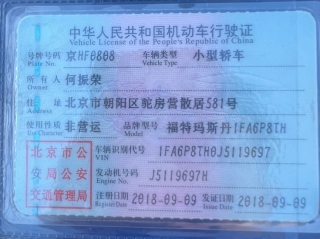 中华人民共和国机动车行驶证
Vehicle License of the People's Republic of China
号牌号码 京HF0808 车辆类型 小型轿车
Plate No. Vehicle Type
所有人 何振荣
Owner
住址 北京市朝阳区驼房营散居581号
Address
使用性质 非营运 品牌型号 福特玛斯丹1FA6P8TH
Use Character Model
北京市公 车辆识别代号 1FA6P8TH0J5119697
VIN
安局公安 发动机号码 J5119697H
Engine No.
交通管理局 注册日期 2018-09-09 发证日期 2018-09-09
Register Date Issue Date